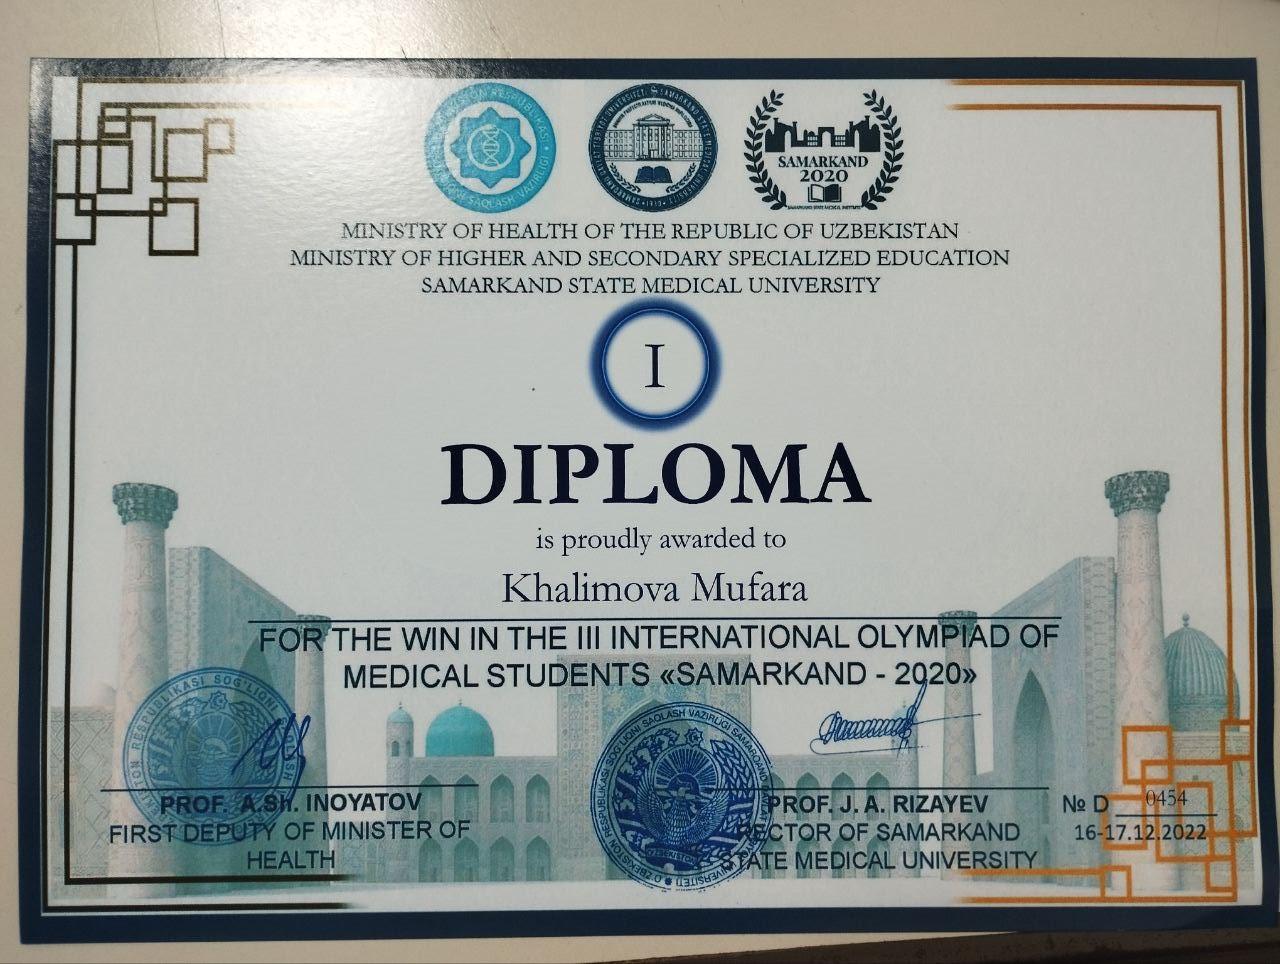 SAMARKAND
2020
MINISTRY OF HEALTH OF THE REPUBLIC OF UZBEKISTAN
MINISTRY OF HIGHER AND SECONDARY SPECIALIZED EDUCATION
SAMARKAND STATE MEDICAL UNIVERSITY
I
DIPLOMA
is proudly awarded to
Khalimova Mufara
FOR THE WIN IN THE III INTERNATIONAL OLYMPIAD OF
MEDICAL STUDENTS «SAMARKAND - 2020»
PROF. A.Sh. INOYATOV
FIRST DEPUTY OF MINISTER OF
HEALTH
PROF. J. A. RIZAYEV
RECTOR OF SAMARKAND
STATE MEDICAL UNIVERSITY
№ D 0454
16-17.12.2022